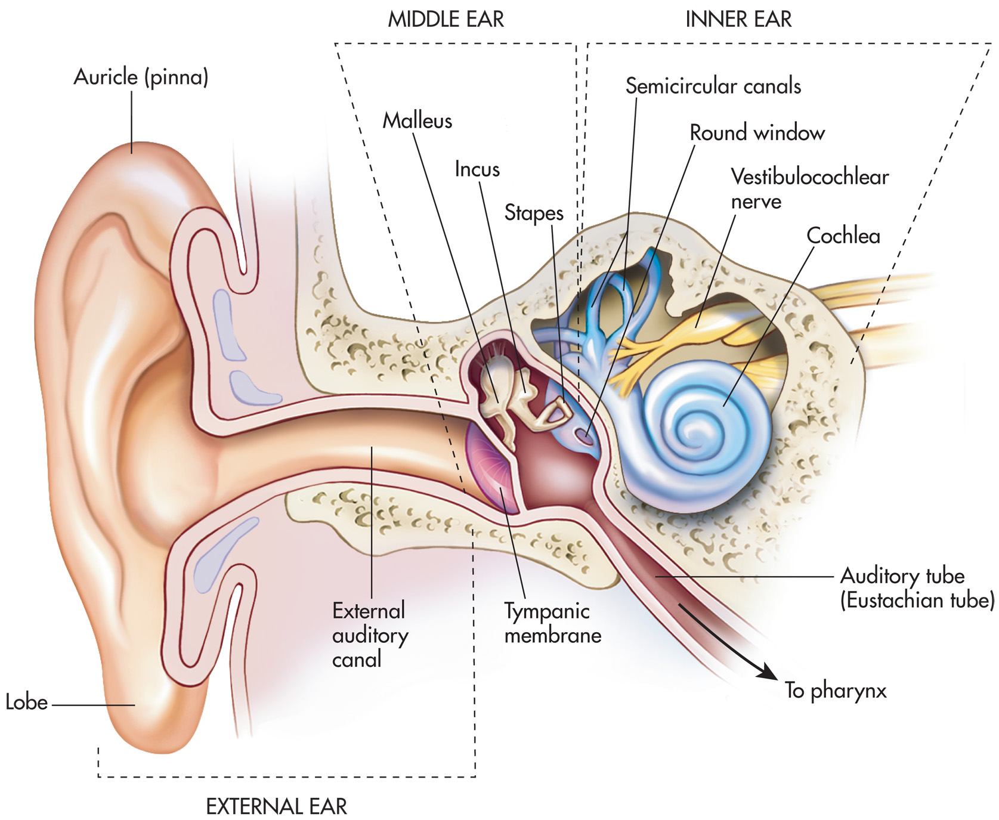 MIDDLE EAR
INNER EAR
Auricle (pinna)
Semicircular canals
Malleus
Round window
Incus
Vestibulocochlear
nerve
Stapes
Cochlea
Auditory tube
(Eustachian tube)
External
auditory
canal
Tympanic
membrane
To pharynx
Lobe
EXTERNAL EAR